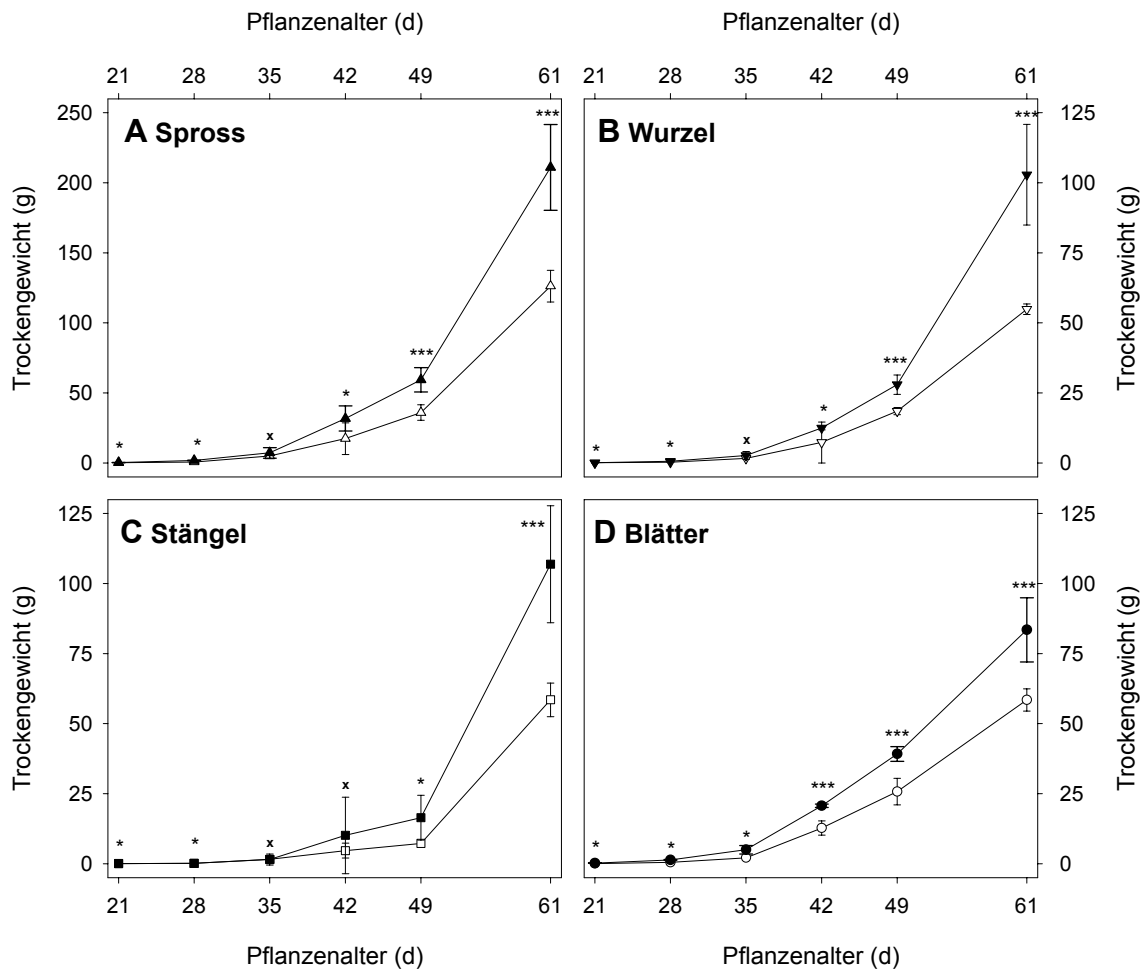 Pflanzenalter (d) Pflanzenalter (d)
21 28 35 42 49 61 21 28 35 42 49 61
A Spross
B Wurzel
Trockengewicht (g)
250
200
150
100
50
0
* * x * *** ***
* * x * *** ***
125
100
75
50
25
0
Trockengewicht (g)
C Stängel
D Blätter
Trockengewicht (g)
125
100
75
50
25
0
* * x x * ***
* * * *** *** ***
125
100
75
50
25
0
Trockengewicht (g)
21 28 35 42 49 61 21 28 35 42 49 61
Pflanzenalter (d) Pflanzenalter (d)